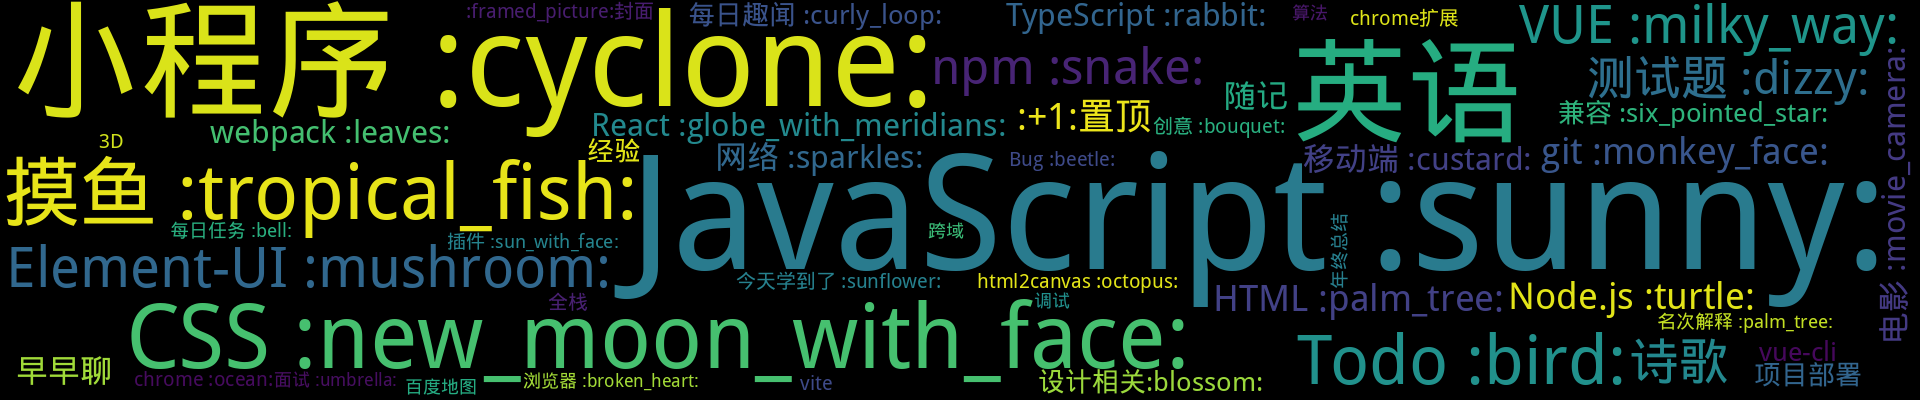 :framed_picture:封面
每日趣闻 :curly_loop:
TypeScript :rabbit:
算法
chrome扩展
VUE :milky_way:
小程序 :cyclone:
npm :snake:
英语
测试题 :dizzy:
随记
:+1:置顶
兼容 :six_pointed_star:
webpack :leaves:
React :globe_with_meridians:
创意 :bouquet:
3D
经验
网络 :sparkles:
Bug :beetle:
移动端 :custard:
git :monkey_face:
电影 :movie_camera:
摸鱼 :tropical_fish:
JavaScript :sunny:
每日任务 :bell:
插件 :sun_with_face:
跨域
年终总结
Element-UI :mushroom:
今天学到了 :sunflower:
html2canvas :octopus:
全栈
调试
HTML :palm_tree:
Node.js :turtle:
CSS :new_moon_with_face:
名次解释 :palm_tree:
Todo :bird:
诗歌
vue-cli
早早聊
chrome :ocean:
面试 :umbrella:
百度地图
浏览器 :broken_heart:
vite
设计相关:blossom:
项目部署